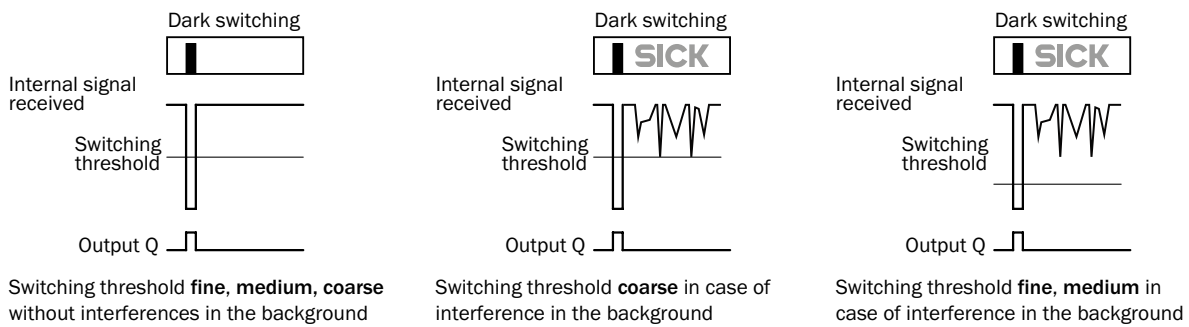 Dark switching
Internal signal
received
Switching
threshold
Output Q
Switching threshold fine, medium, coarse
without interferences in the background
Dark switching
SICK
Internal signal
received
Switching
threshold
Output Q
Switching threshold coarse in case of
interference in the background
Dark switching
SICK
Internal signal
received
Switching
threshold
Output Q
Switching threshold fine, medium in
case of interference in the background